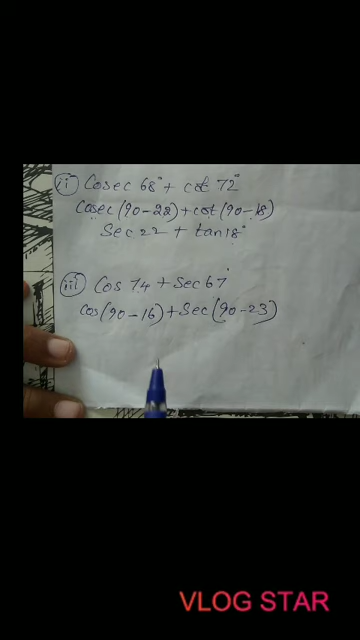 ii) Cosec 68° + cot 72°
Cosec (90-22) + cot (90-18)
Sec 22 + tan 18°
iii) Cos 74 + Sec 67°
cos (90-16) + Sec (90-23)
VLOG STAR